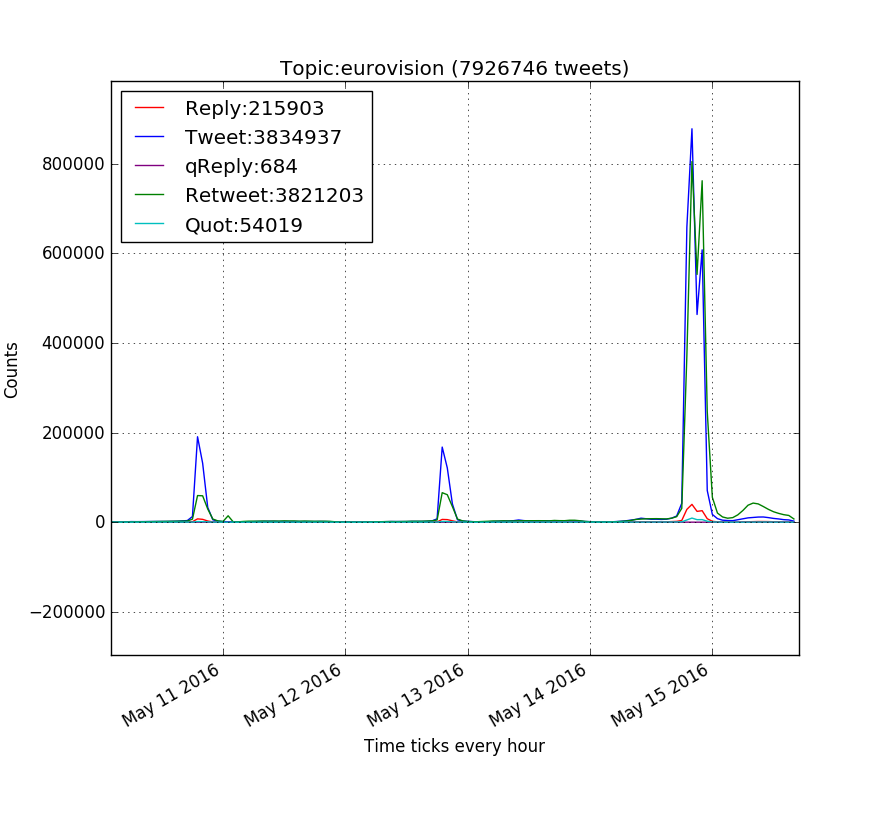 Topic:eurovision (7926746 tweets)
Reply:215903
Tweet:3834937
qReply:684
Retweet:3821203
Quot:54019
800000
600000
400000
200000
0
−200000
Counts
May 11 2016
May 12 2016
May 13 2016
May 14 2016
May 15 2016
Time ticks every hour